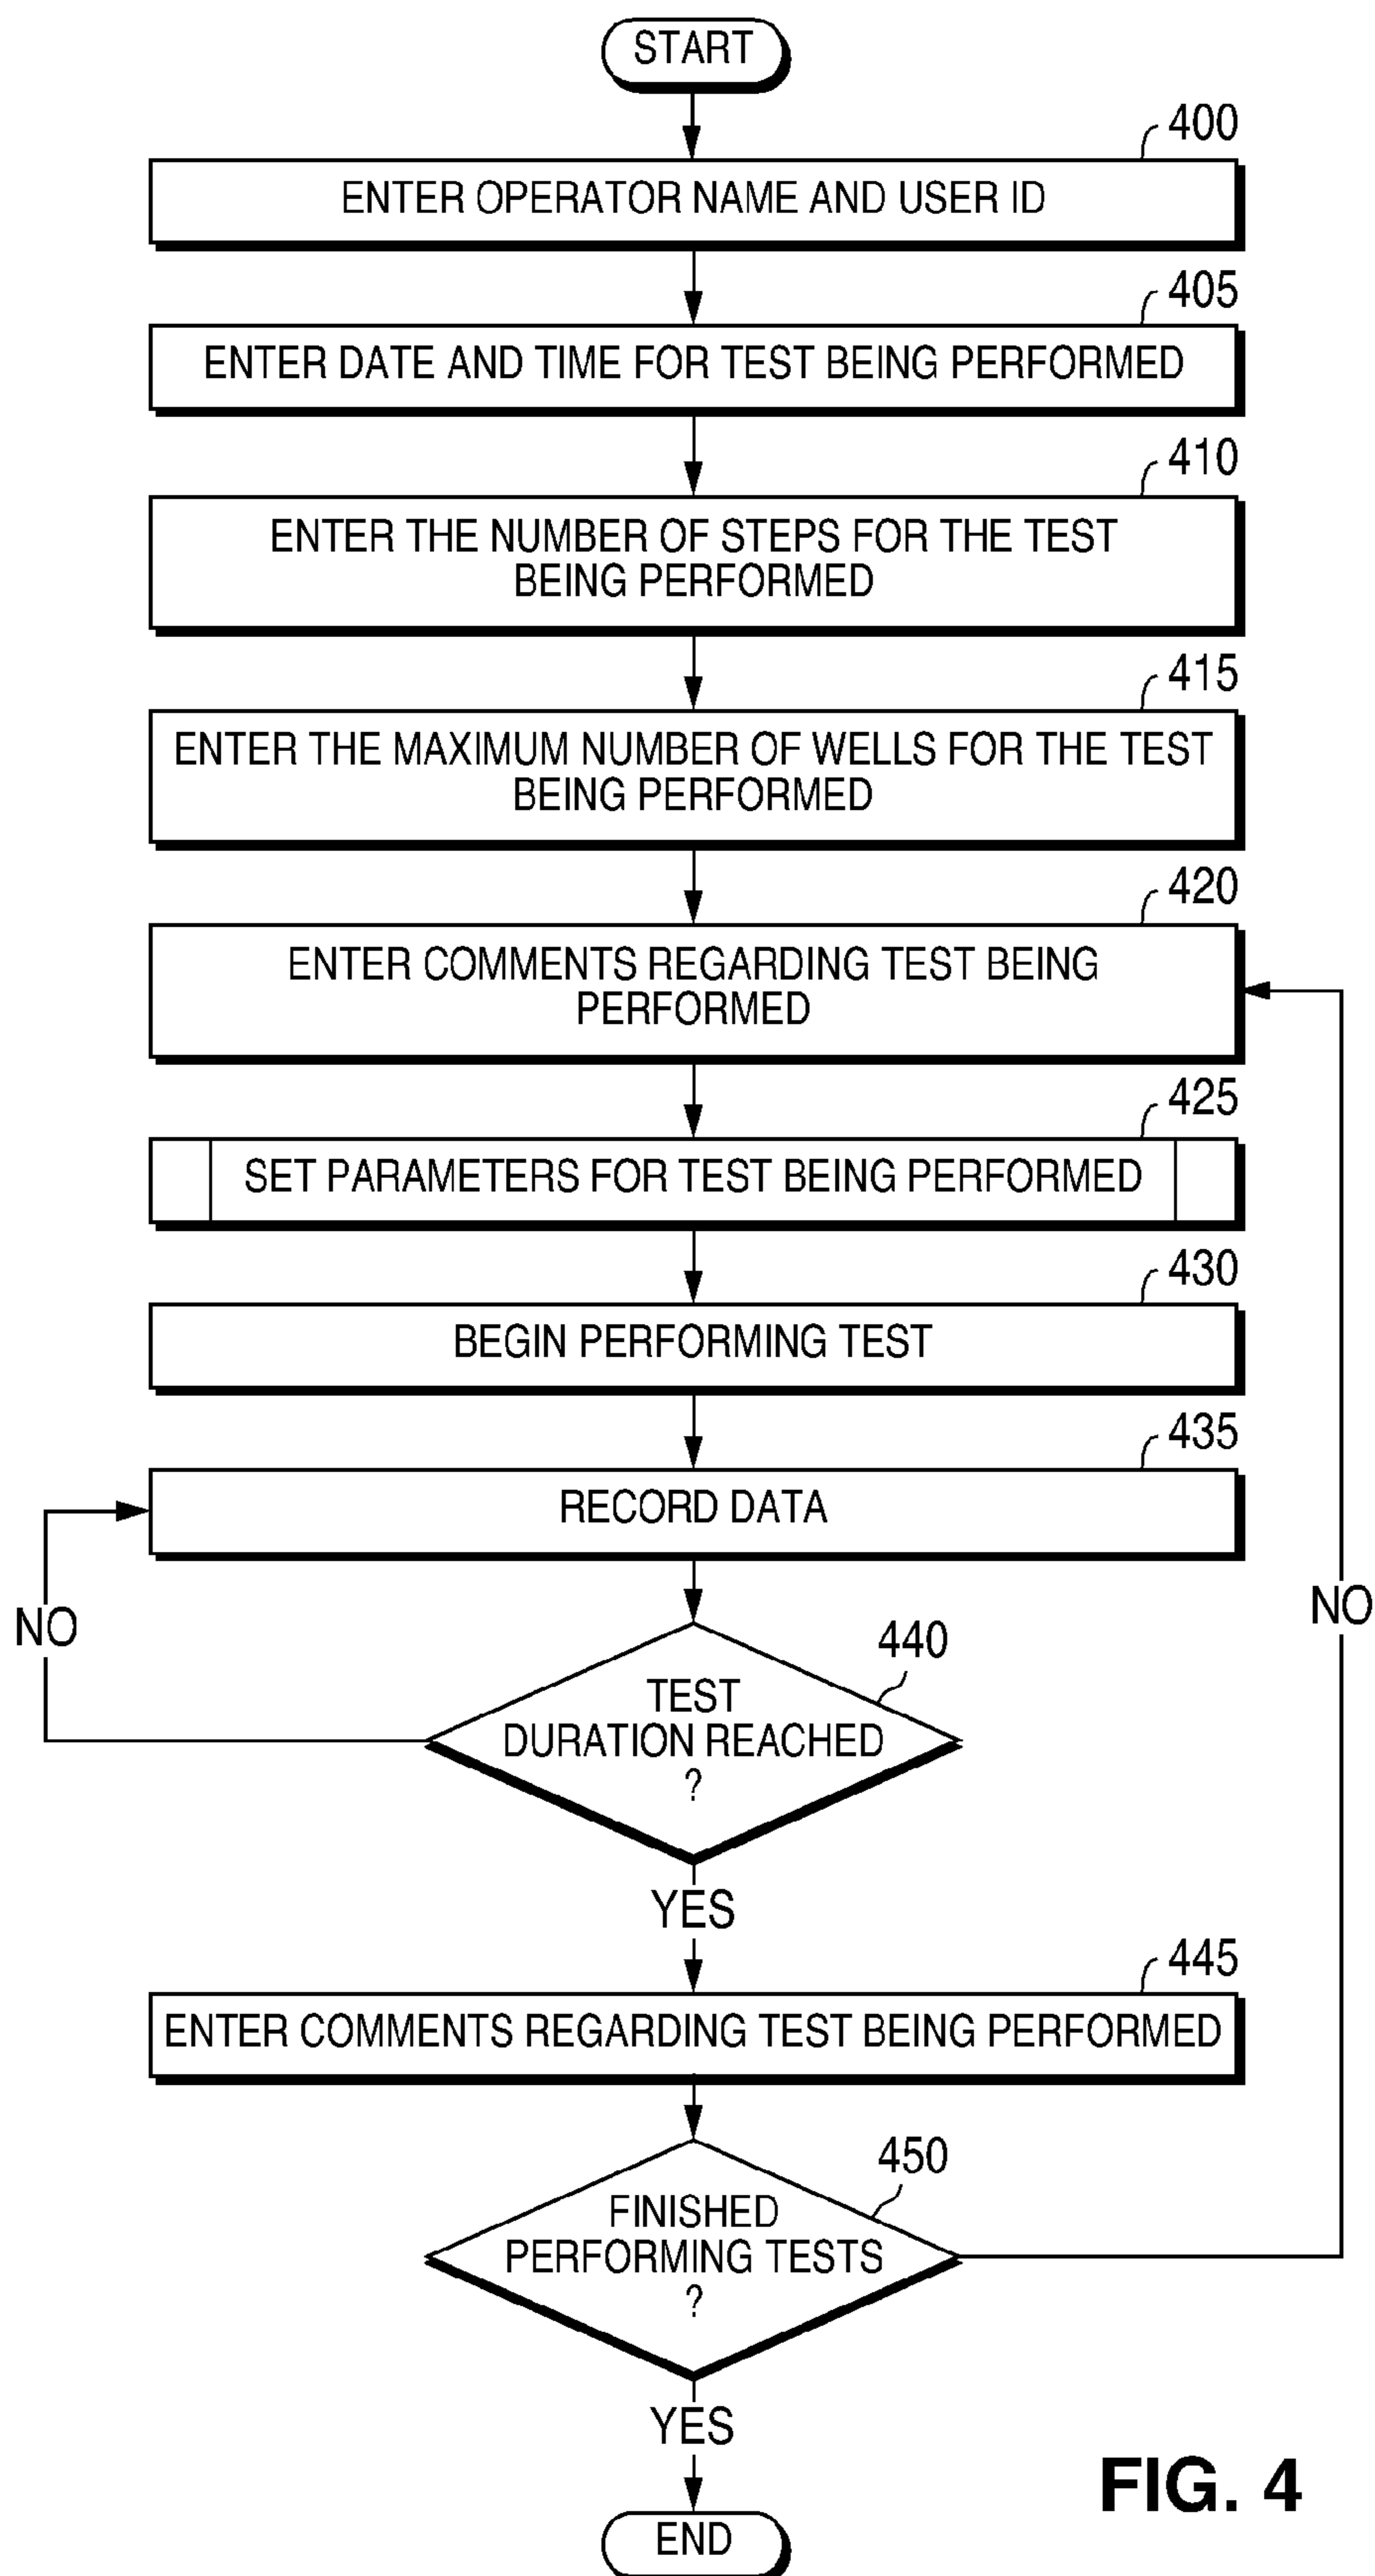 START
400
ENTER OPERATOR NAME AND USER ID
405
ENTER DATE AND TIME FOR TEST BEING PERFORMED
410
ENTER THE NUMBER OF STEPS FOR THE TEST
BEING PERFORMED
415
ENTER THE MAXIMUM NUMBER OF WELLS FOR THE TEST
BEING PERFORMED
420
ENTER COMMENTS REGARDING TEST BEING
PERFORMED
425
SET PARAMETERS FOR TEST BEING PERFORMED
430
BEGIN PERFORMING TEST
435
RECORD DATA
NO
NO
440
TEST
DURATION REACHED
?
YES
445
ENTER COMMENTS REGARDING TEST BEING PERFORMED
450
FINISHED
PERFORMING TESTS
?
YES
END
FIG. 4